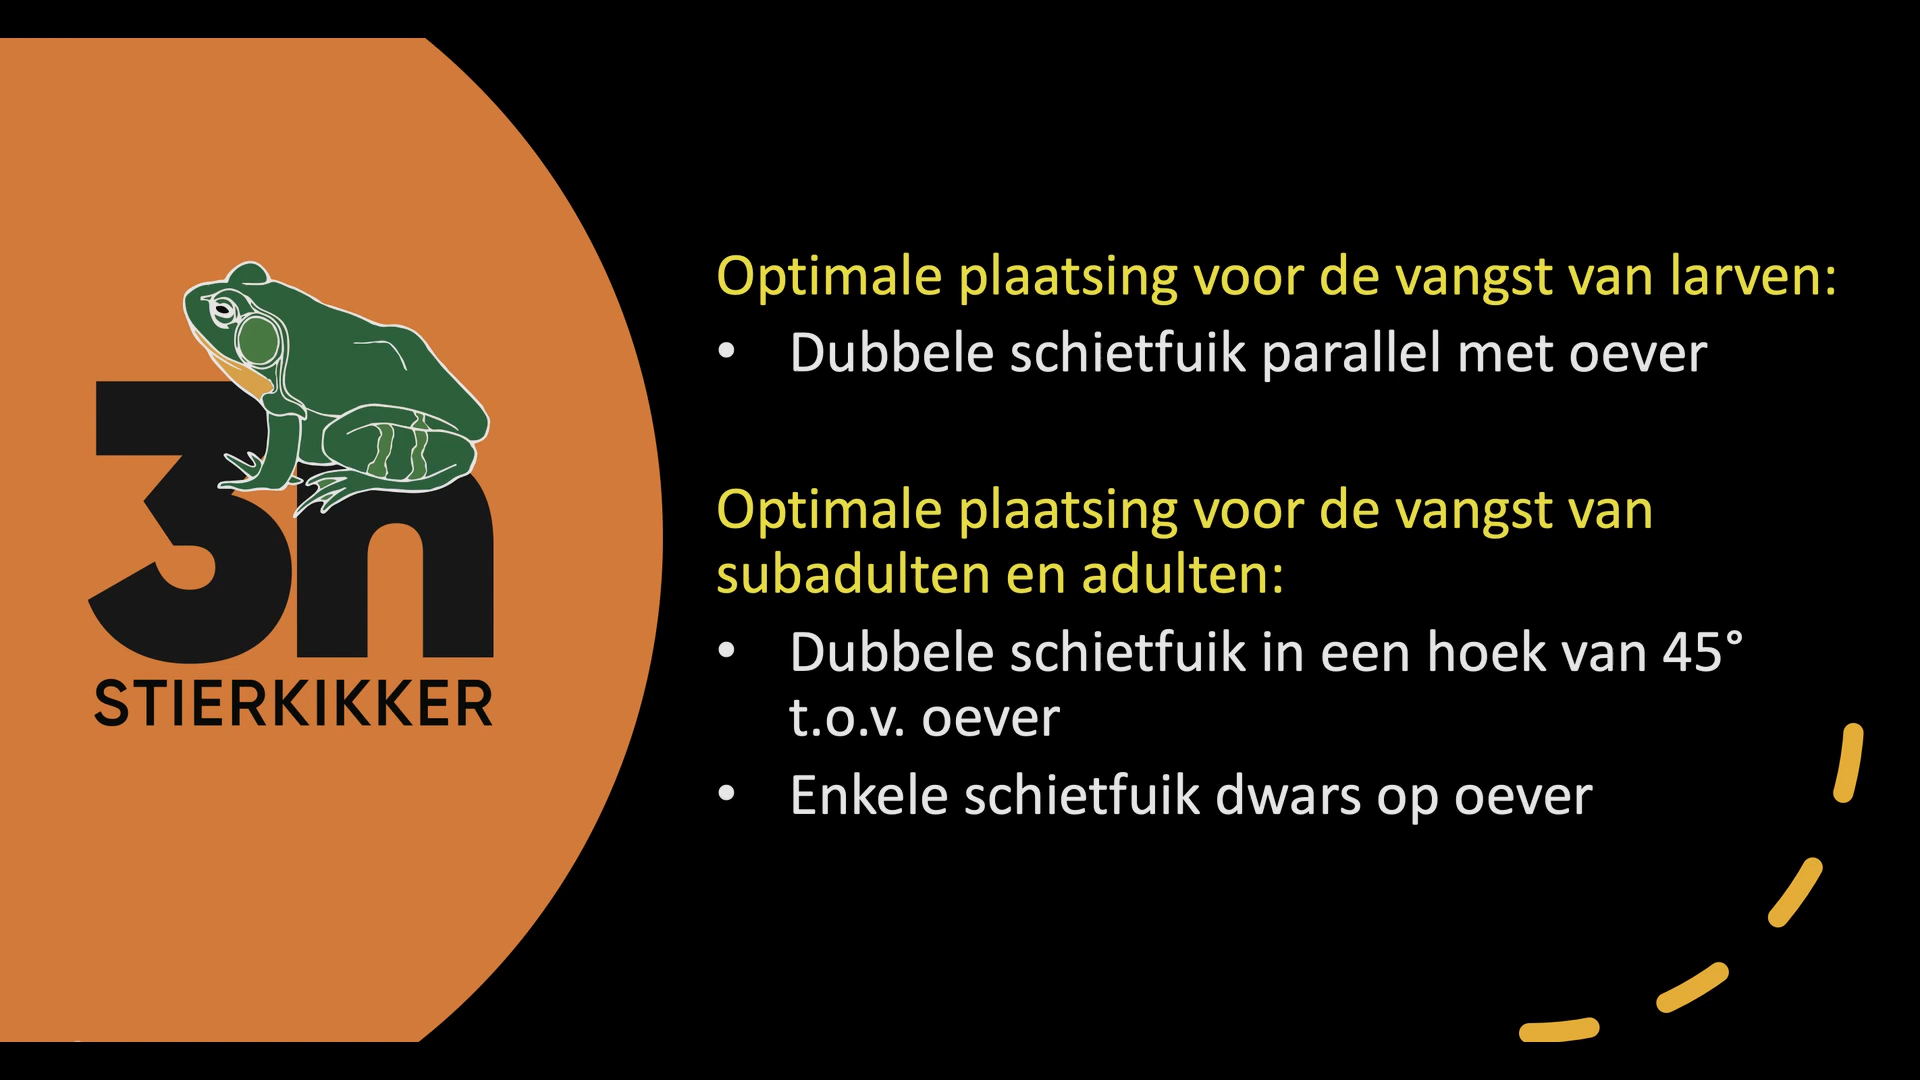 3n
STIERKIKKER
Optimale plaatsing voor de vangst van larven:
• Dubbele schietfuik parallel met oever
Optimale plaatsing voor de vangst van
subadulten en adulten:
• Dubbele schietfuik in een hoek van 45°
t.o.v. oever
• Enkele schietfuik dwars op oever